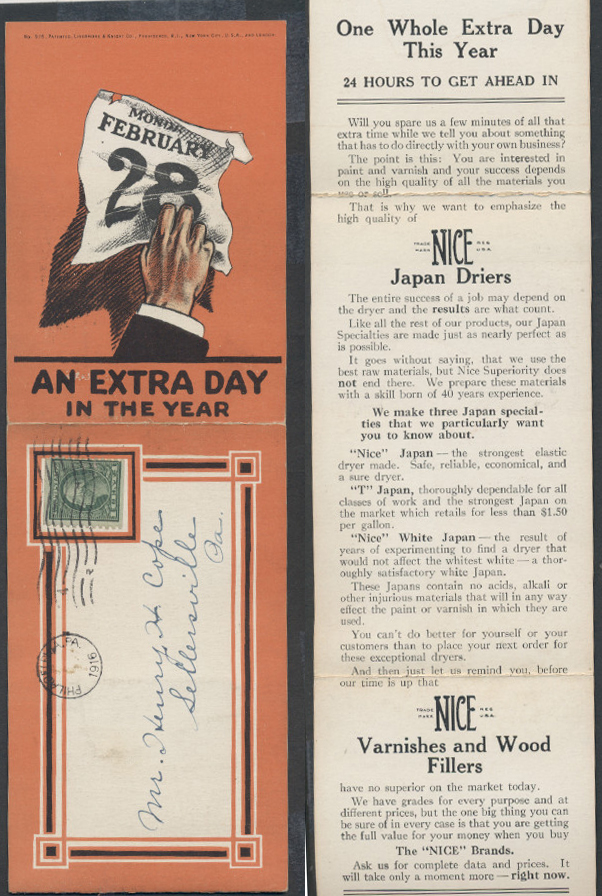 No. 516, Patented, Livermore & Knight Co., Providence, R.I., New York City, U.S.A., and London
MONDAY
FEBRUARY
28
AN EXTRA DAY
IN THE YEAR
PHILADELPHIA, PA.
1916
Mr. Henry H Cope
Sellersville
Pa.
One Whole Extra Day
This Year
24 HOURS TO GET AHEAD IN
Will you spare us a few minutes of all that
extra time while we tell you about something
that has to do directly with your own business?
The point is this: You are interested in
paint and varnish and your success depends
on the high quality of all the materials you
use or sell.
That is why we want to emphasize the
high quality of
TRADE MARK NICE REG. U.S.A.
Japan Driers
The entire success of a job may depend on
the dryer and the results are what count.
Like all the rest of our products, our Japan
Specialties are made just as nearly perfect as
is possible.
It goes without saying, that we use the
best raw materials, but Nice Superiority does
not end there. We prepare these materials
with a skill born of 40 years experience.
We make three Japan special-
ties that we particularly want
you to know about.
"Nice" Japan — the strongest elastic
dryer made. Safe, reliable, economical, and
a sure dryer.
"T" Japan, thoroughly dependable for all
classes of work and the strongest Japan on
the market which retails for less than $1.50
per gallon.
"Nice" White Japan — the result of
years of experimenting to find a dryer that
would not affect the whitest white — a thor-
oughly satisfactory white Japan.
These Japans contain no acids, alkali or
other injurious materials that will in any way
effect the paint or varnish in which they are
used.
You can't do better for yourself or your
customers than to place your next order for
these exceptional dryers.
And then just let us remind you, before
our time is up that
TRADE MARK NICE REG. U.S.A.
Varnishes and Wood
Fillers
have no superior on the market today.
We have grades for every purpose and at
different prices, but the one big thing you can
be sure of in every case is that you are getting
the full value for your money when you buy
The "NICE" Brands.
Ask us for complete data and prices. It
will take only a moment more — right now.